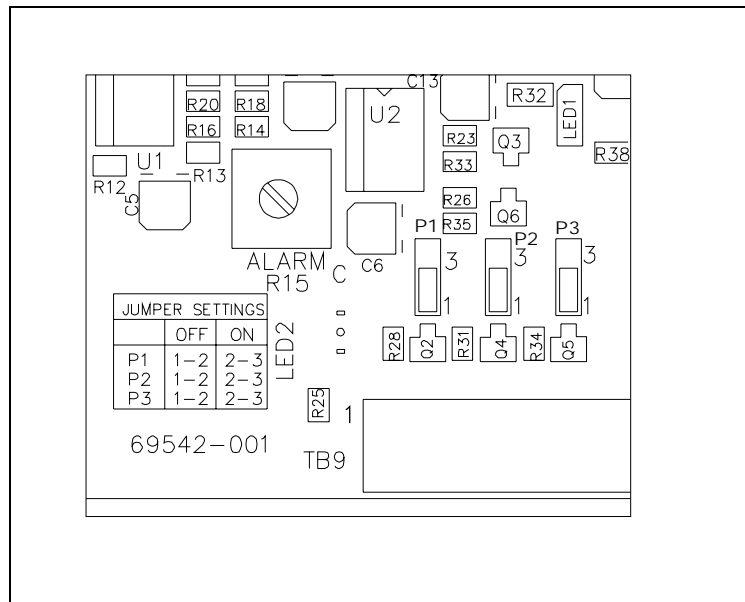 C13
R20
R18
R32
LED1
U2
R16
R14
R23
Q3
R33
R38
U1
R13
R12
C5
R26
R35
Q6
P1
P2
P3
C6
ALARM
R15
C
3
3
3
1
1
1
JUMPER SETTINGS
OFF ON
P1 1-2 2-3
P2 1-2 2-3
P3 1-2 2-3
LED2
R28
Q2
R31
Q4
R34
Q5
R25
1
69542-001
TB9